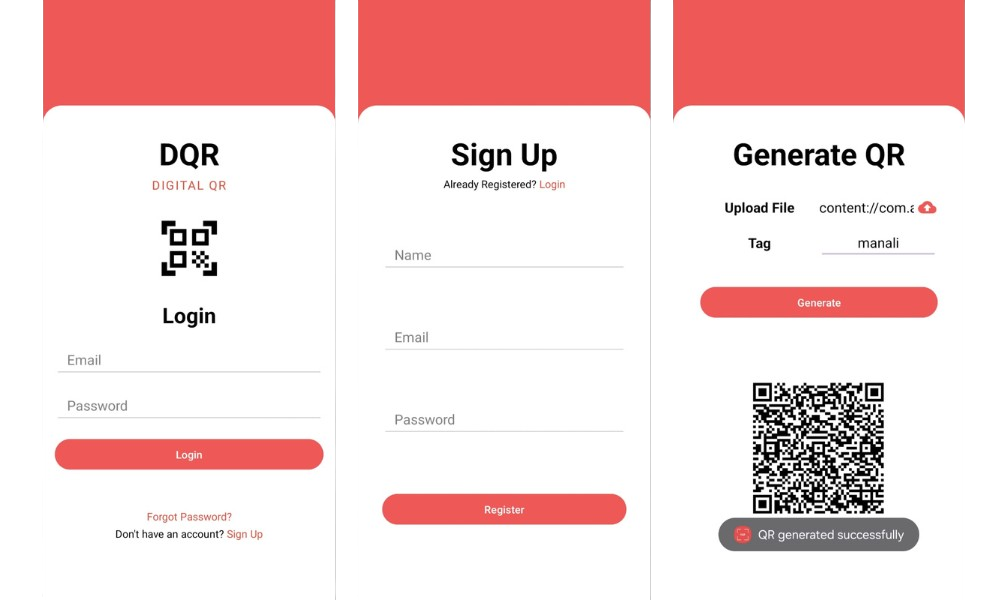 DQR
DIGITAL QR
Login
Email
Password
Login
Forgot Password?
Don't have an account? Sign Up
Sign Up
Already Registered? Login
Name
Email
Password
Register
Generate QR
Upload File content://com.a
Tag manali
Generate
QR generated successfully